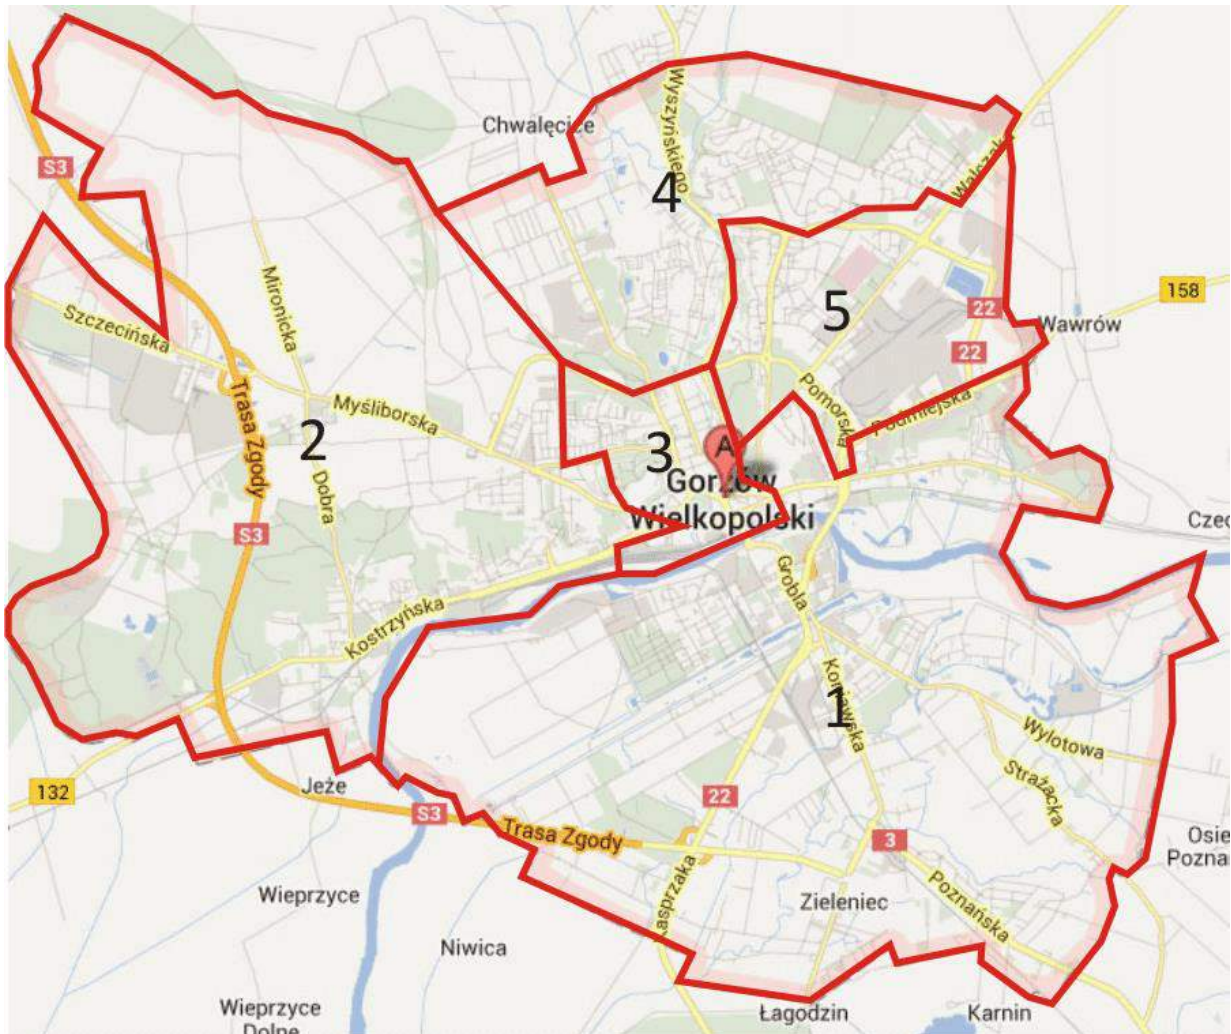 Chwalęcice
Wyszyńskiego
S3
Walczaka
4
158
Mironicka
5
22
Wawrów
Szczecińska
22
Trasa Zgody
Myśliborska
Pomorska
Podmiejska
2
3
A
Gorzów
Wielkopolski
Dobra
S3
Czec
Grobla
Kostrzyńska
1
Wylotowa
Strażacka
Jeże
132
S3
22
Trasa Zgody
3
Osie
Pozna
Wieprzyce
Kasprzaka
Zieleniec
Poznańska
Niwica
Wieprzyce
Dolne
Łagodzin
Karnin